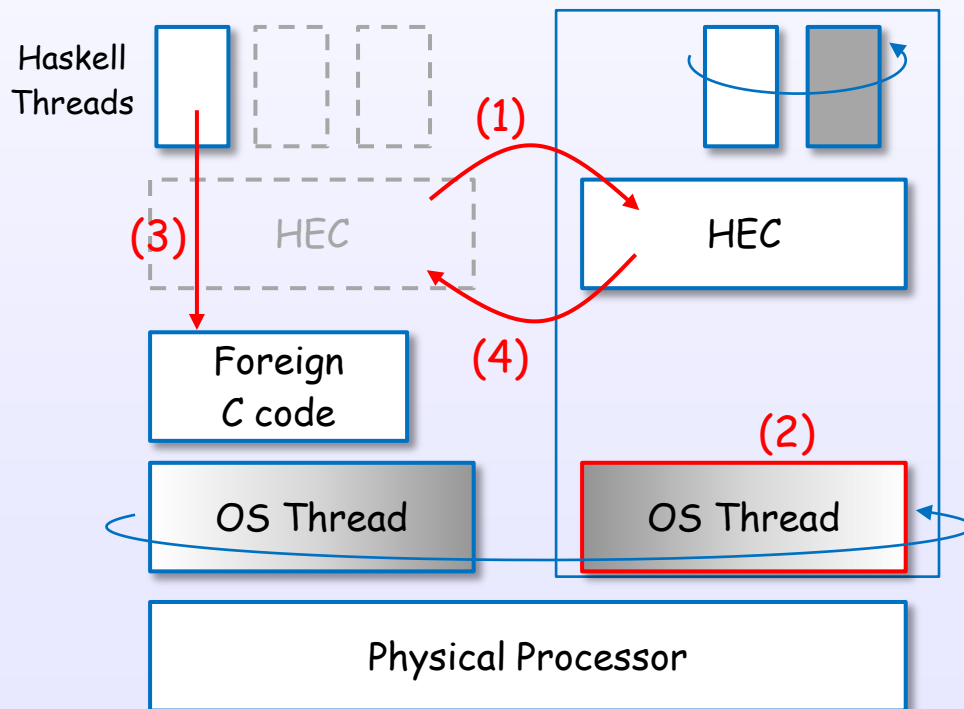 Haskell
Threads
(1)
(3)
HEC
HEC
(4)
Foreign
C code
(2)
OS Thread
OS Thread
Physical Processor